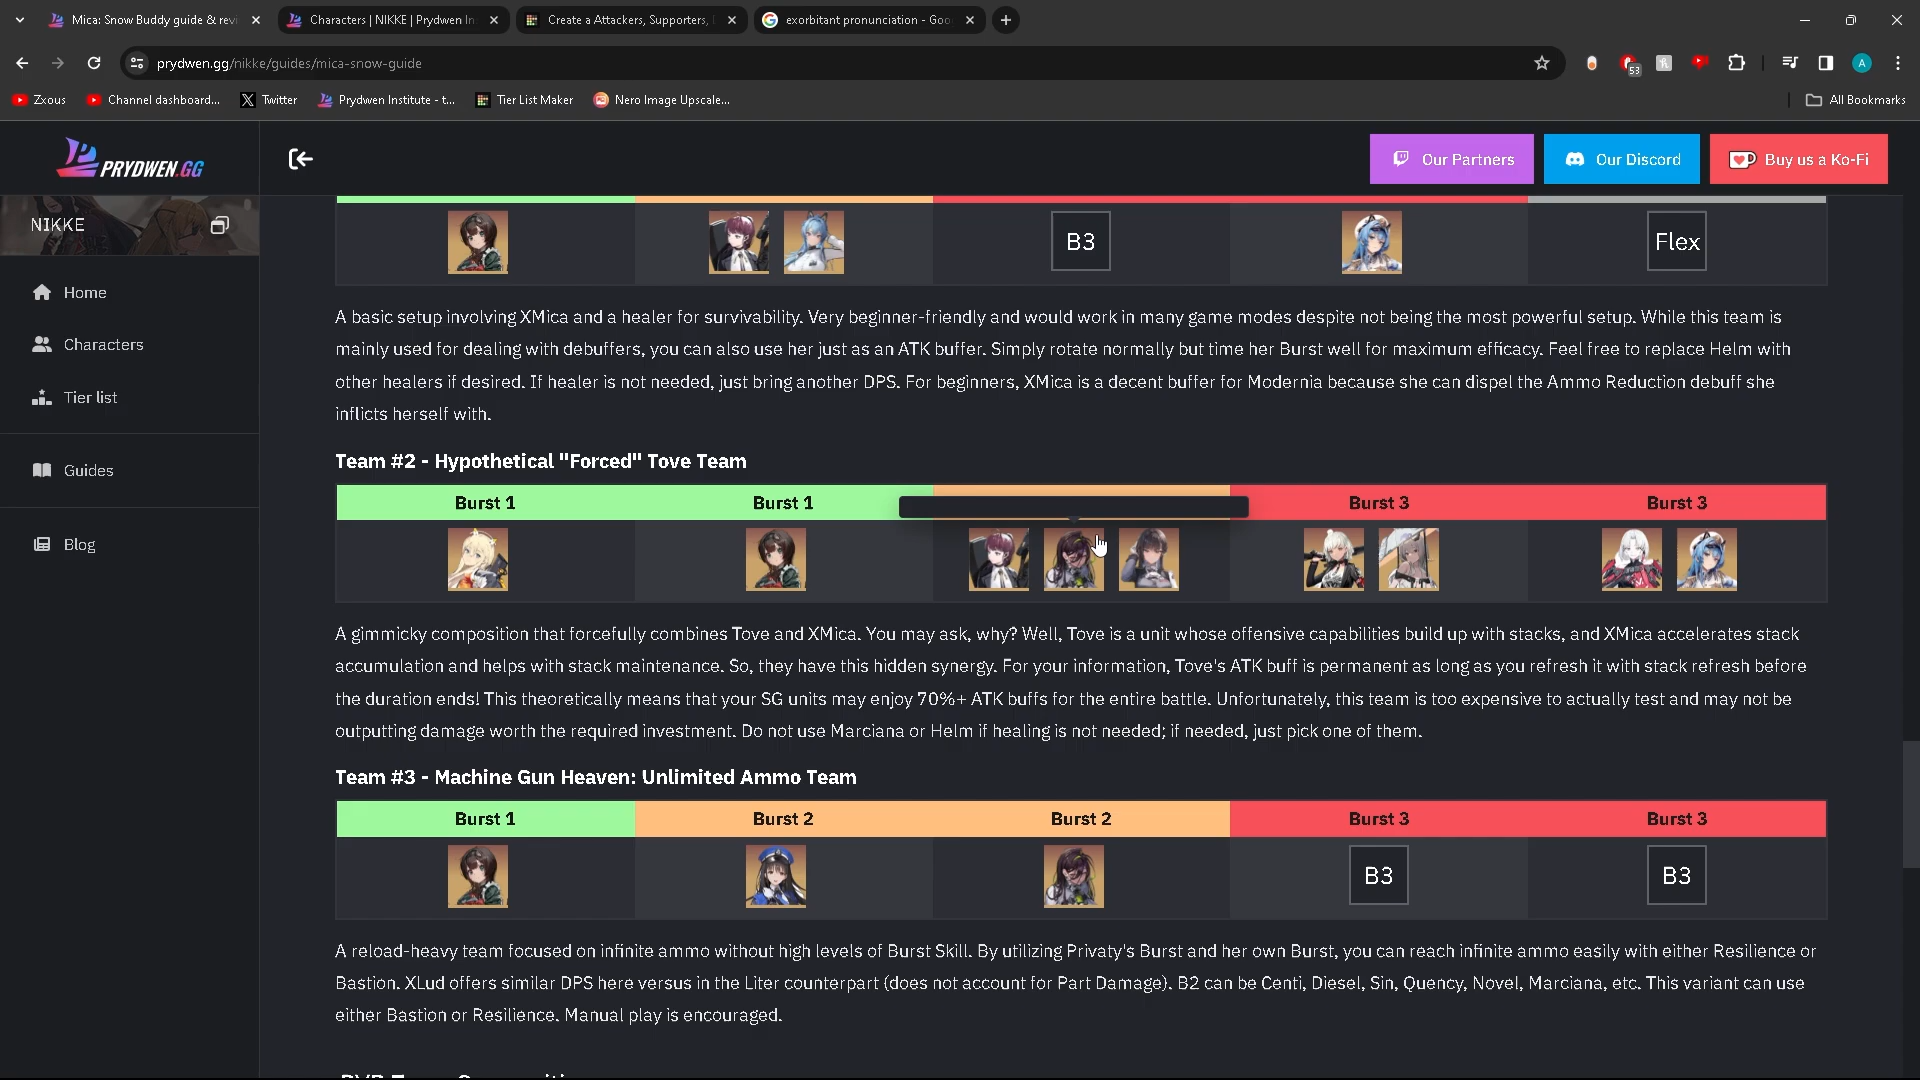 Mica: Snow Buddy guide & revi
Characters | NIKKE | Prydwen In
Create a Attackers, Supporters,
exorbitant pronunciation - Goo
prydwen.gg/nikke/guides/mica-snow-guide
53
A
Zxous
Channel dashboard...
Twitter
Prydwen Institute - t...
Tier List Maker
Nero Image Upscale...
All Bookmarks
PRYDWEN.GG
Our Partners
Our Discord
Buy us a Ko-Fi
NIKKE
Home
Characters
Tier list
Guides
Blog
B3
Flex
A basic setup involving XMica and a healer for survivability. Very beginner-friendly and would work in many game modes despite not being the most powerful setup. While this team is
mainly used for dealing with debuffers, you can also use her just as an ATK buffer. Simply rotate normally but time her Burst well for maximum efficacy. Feel free to replace Helm with
other healers if desired. If healer is not needed, just bring another DPS. For beginners, XMica is a decent buffer for Modernia because she can dispel the Ammo Reduction debuff she
inflicts herself with.
Team #2 - Hypothetical "Forced" Tove Team
Burst 1
Burst 1
Burst 3
Burst 3
A gimmicky composition that forcefully combines Tove and XMica. You may ask, why? Well, Tove is a unit whose offensive capabilities build up with stacks, and XMica accelerates stack
accumulation and helps with stack maintenance. So, they have this hidden synergy. For your information, Tove's ATK buff is permanent as long as you refresh it with stack refresh before
the duration ends! This theoretically means that your SG units may enjoy 70%+ ATK buffs for the entire battle. Unfortunately, this team is too expensive to actually test and may not be
outputting damage worth the required investment. Do not use Marciana or Helm if healing is not needed; if needed, just pick one of them.
Team #3 - Machine Gun Heaven: Unlimited Ammo Team
Burst 1
Burst 2
Burst 2
Burst 3
Burst 3
B3
B3
A reload-heavy team focused on infinite ammo without high levels of Burst Skill. By utilizing Privaty's Burst and her own Burst, you can reach infinite ammo easily with either Resilience or
Bastion. XLud offers similar DPS here versus in the Liter counterpart (does not account for Part Damage). B2 can be Centi, Diesel, Sin, Quency, Novel, Marciana, etc. This variant can use
either Bastion or Resilience. Manual play is encouraged.